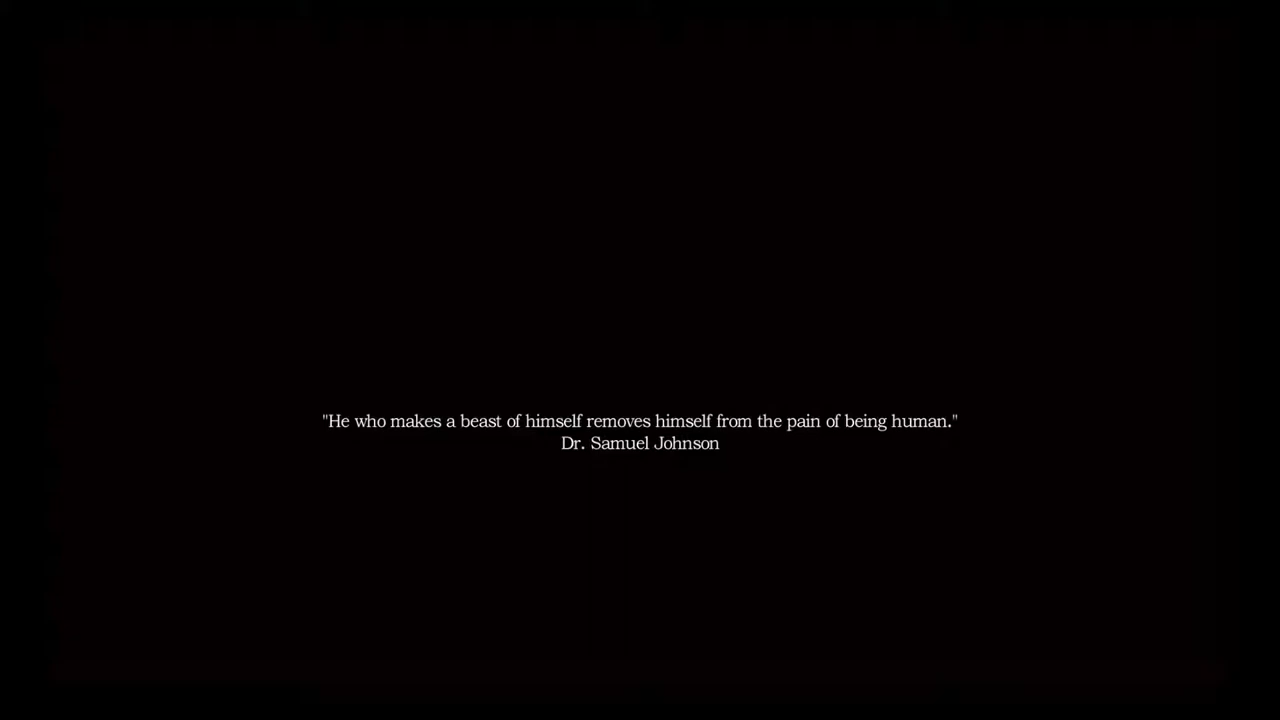 "He who makes a beast of himself removes himself from the pain of being human."
Dr. Samuel Johnson